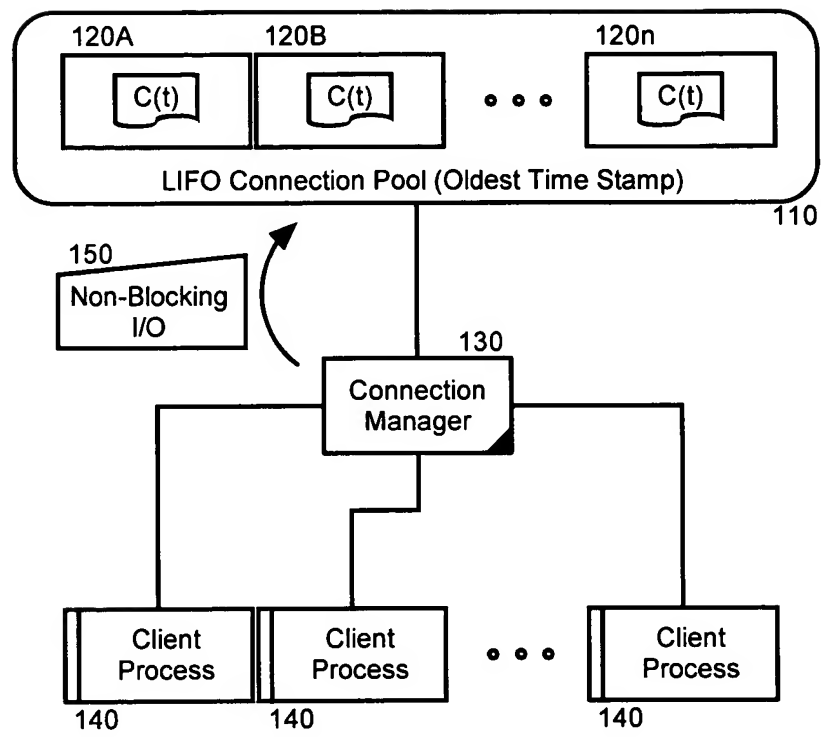 120A 120B 120n
C(t) C(t) C(t)
LIFO Connection Pool (Oldest Time Stamp)
110
150
Non-Blocking
I/O
130
Connection
Manager
Client
Process
Client
Process
Client
Process
140 140 140